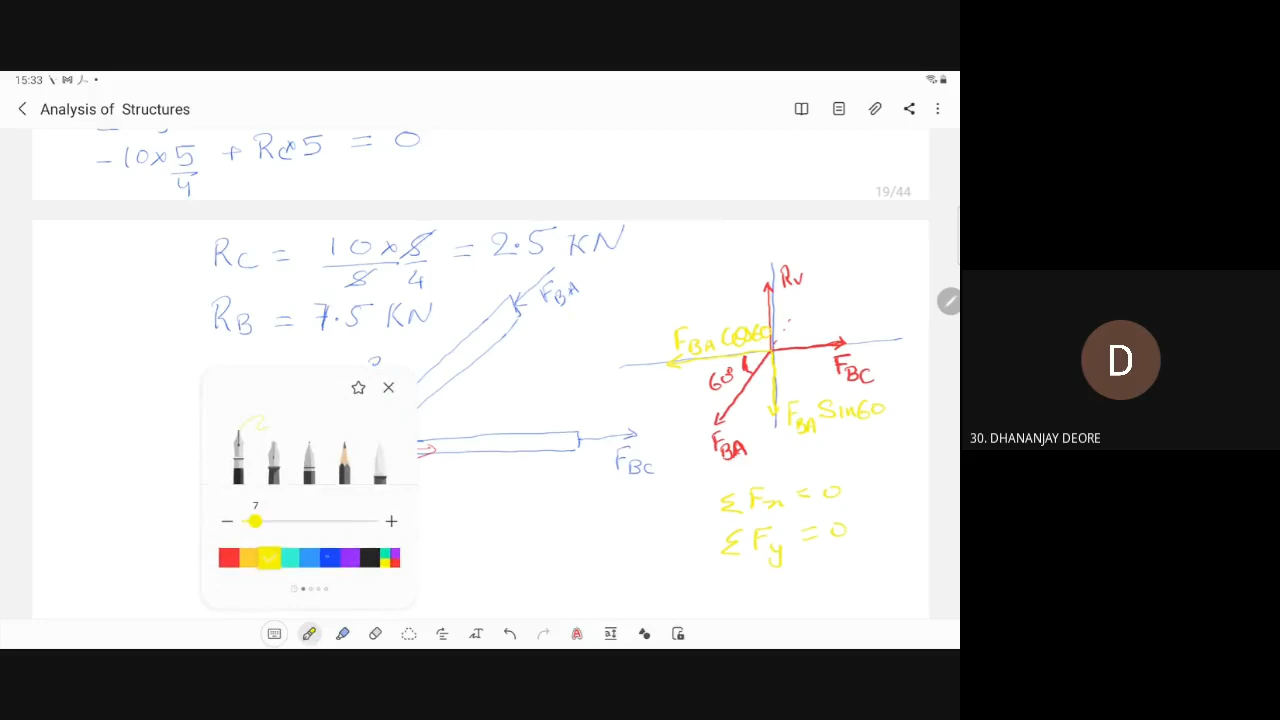 15:33
Analysis of Structures
-10×5/4 + Rc×5 = 0
19/44
Rc = 10×5/5 4 = 2.5 KN
RB = 7.5 KN
FBA
Rv
FBA Cos60
60°
FBC
FBA Sin60
FBA
FBC
7
ΣFx = 0
ΣFy = 0
D
30. DHANANJAY DEORE